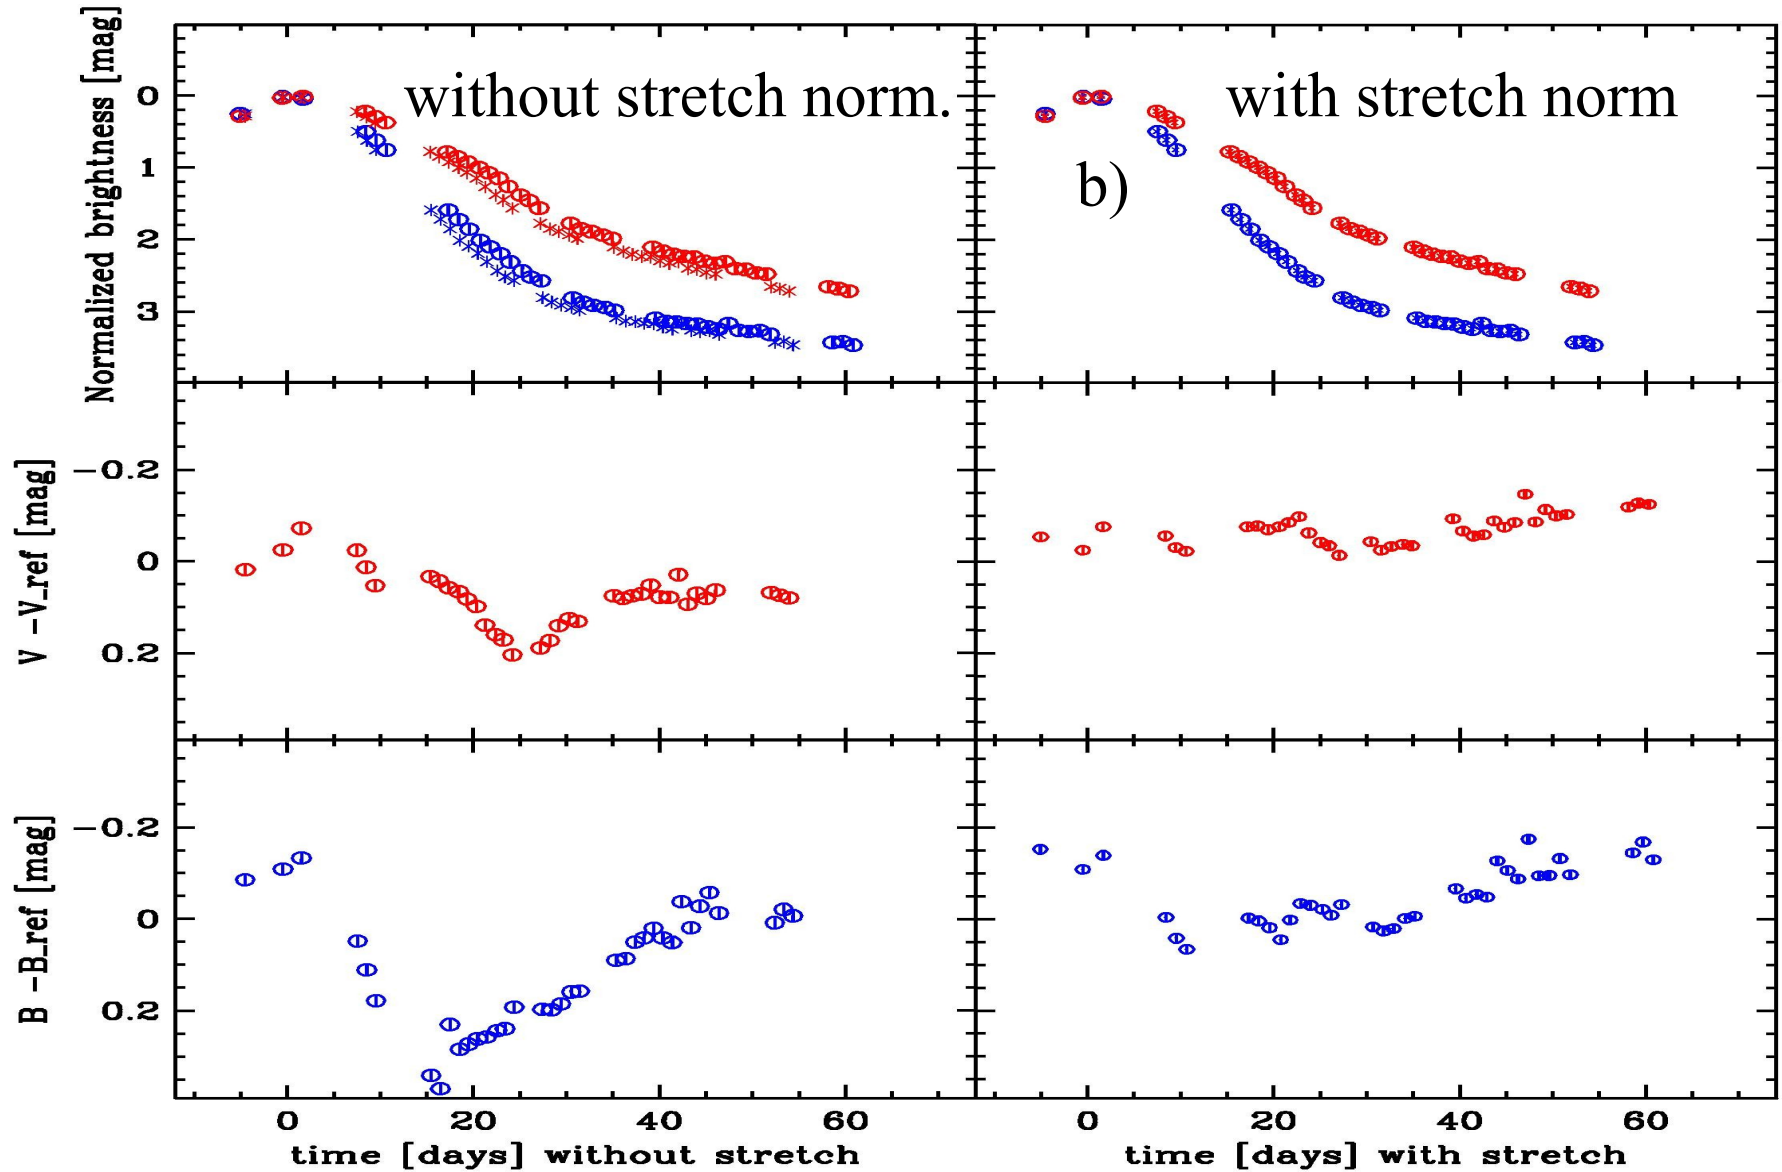 without stretch norm.
with stretch norm
b)
Normalized brightness [mag]
0
1
2
3
V -V_ref [mag]
-0.2
0
0.2
B -B_ref [mag]
-0.2
0
0.2
0 20 40 60
0 20 40 60
time [days] without stretch
time [days] with stretch